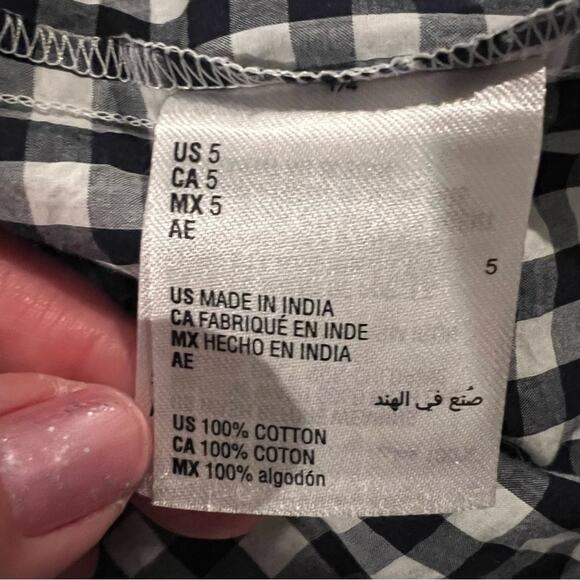 US 5
CA 5
MX 5
AE
5
US MADE IN INDIA
CA FABRIQUÉ EN INDE
MX HECHO EN INDIA
AE
صُنع في الهند
US 100% COTTON
CA 100% COTON
MX 100% algodón